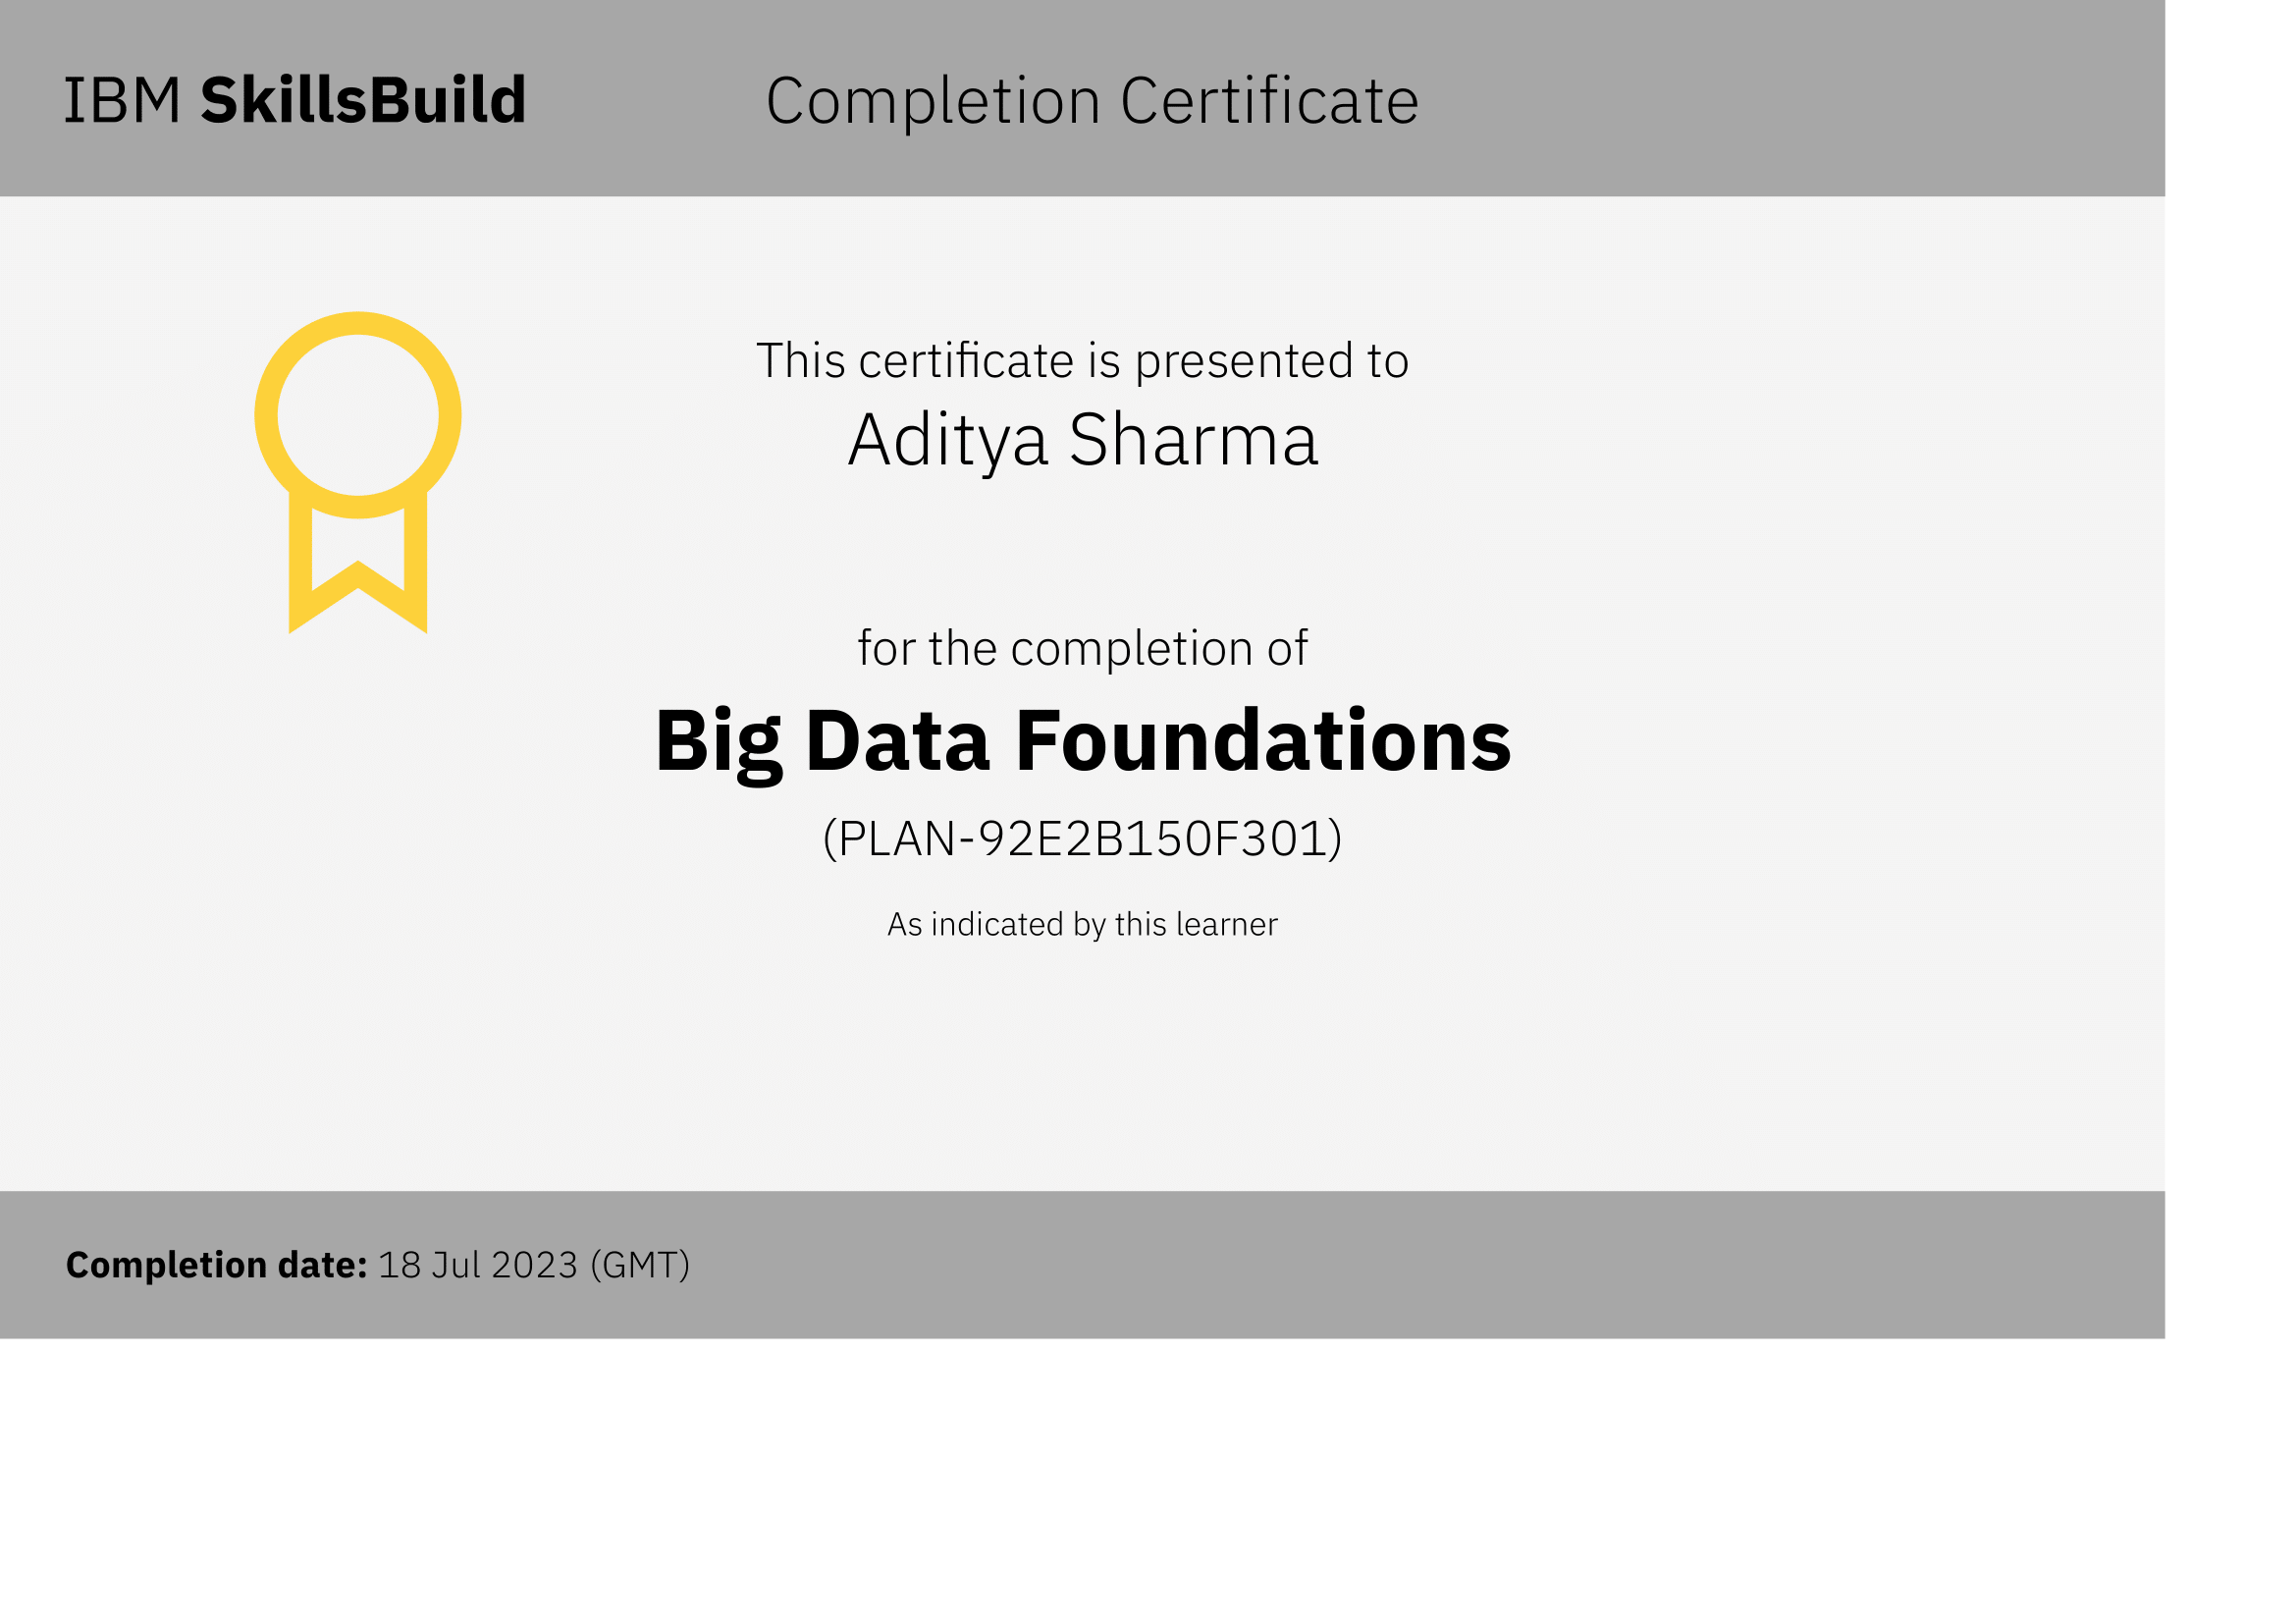 IBM SkillsBuild
Completion Certificate
This certificate is presented to
Aditya Sharma
for the completion of
Big Data Foundations
(PLAN-92E2B150F301)
As indicated by this learner
Completion date: 18 Jul 2023 (GMT)